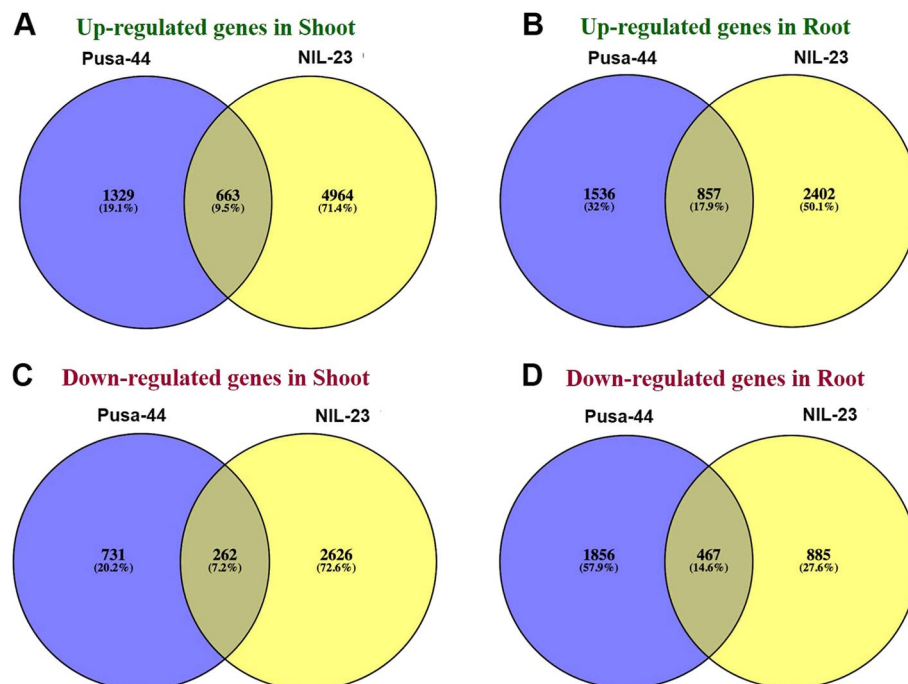 A
Up-regulated genes in Shoot
Pusa-44
NIL-23
1329
(19.1%)
663
(9.5%)
4964
(71.4%)
B
Up-regulated genes in Root
Pusa-44
NIL-23
1536
(32%)
857
(17.9%)
2402
(50.1%)
C
Down-regulated genes in Shoot
Pusa-44
NIL-23
731
(20.2%)
262
(7.2%)
2626
(72.6%)
D
Down-regulated genes in Root
Pusa-44
NIL-23
1856
(57.9%)
467
(14.6%)
885
(27.6%)